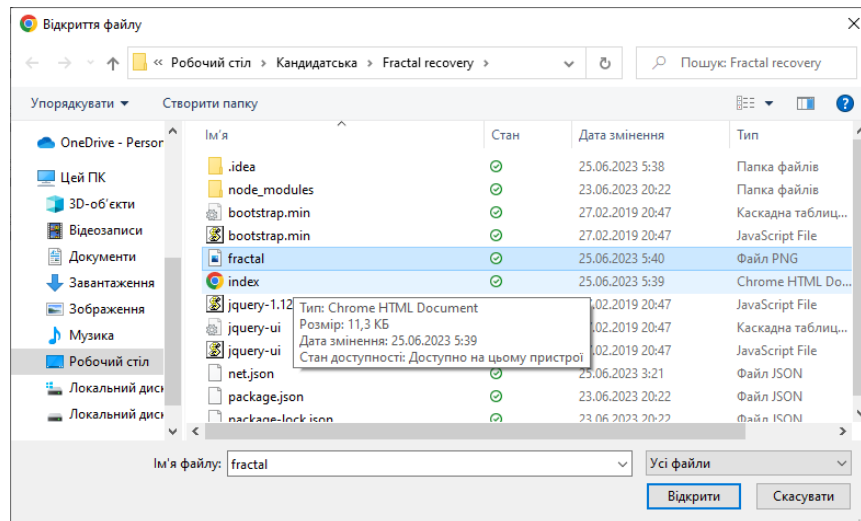 Відкриття файлу
« Робочий стіл › Кандидатська › Fractal recovery ›
Пошук: Fractal recovery
Упорядкувати Створити папку
Ім'я Стан Дата змінення Тип
OneDrive - Person
Цей ПК
3D-об'єкти
Відеозаписи
Документи
Завантаження
Зображення
Музика
Робочий стіл
Локальний диск
Локальний диск
.idea 25.06.2023 5:38 Папка файлів
node_modules 23.06.2023 20:22 Папка файлів
bootstrap.min 27.02.2019 20:47 Каскадна таблиц...
bootstrap.min 27.02.2019 20:47 JavaScript File
fractal 25.06.2023 5:40 Файл PNG
index 25.06.2023 5:39 Chrome HTML Do...
jquery-1.12 .02.2019 20:47 JavaScript File
jquery-ui .02.2019 20:47 Каскадна таблиц...
jquery-ui .02.2019 20:47 JavaScript File
net.json 25.06.2023 3:21 Файл JSON
package.json 23.06.2023 20:22 Файл JSON
package-lock.json 23.06.2023 20:22 Файл JSON
Тип: Chrome HTML Document
Розмір: 11,3 КБ
Дата змінення: 25.06.2023 5:39
Стан доступності: Доступно на цьому пристрої
Ім'я файлу: fractal Усі файли
Відкрити Скасувати